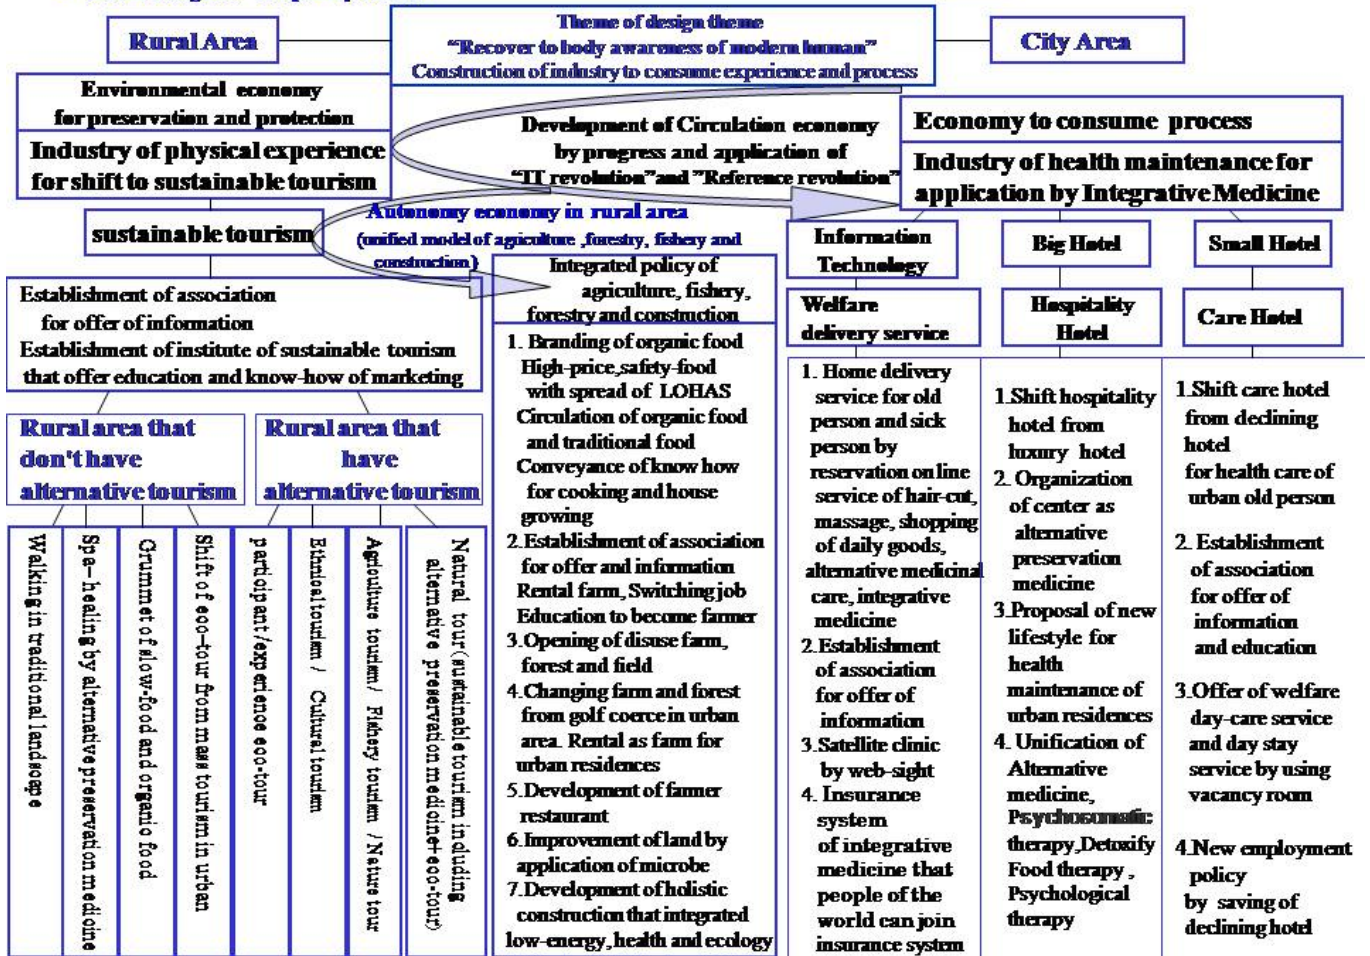 Theme of design theme
"Recover to body awareness of modern human"
Construction of industry to consume experience and process
Rural Area
City Area
Environmental economy
for preservation and protection
Industry of physical experience
for shift to sustainable tourism
Development of Circulation economy
by progress and application of
"IT revolution"and "Reference revolution"
Economy to consume process
Industry of health maintenance for
application by Integrative Medicine
sustainable tourism
Autonomy economy in rural area
(unified model of agriculture ,forestry, fishery and
construction)
Establishment of association
for offer of information
Establishment of institute of sustainable tourism
that offer education and know-how of marketing
Rural area that
don't have
alternative tourism
Rural area that
have
alternative tourism
Walking in traditional landscape
Spa-healing by alternative preservation medicine
Grummet of slow-food and organic food
Shift of eco-tour from mass tourism in urban
participant/experience eco-tour
Ethnical tourism / Cultural tourism
Agriculture tourism/ Fishery tourism /Nature tour
Natural tour(sustainable tourism including
alternative preservation medicine+eco-tour)
Integrated policy of
agriculture, fishery,
forestry and construction
1. Branding of organic food
High-price,safety-food
with spread of LOHAS
Circulation of organic food
and traditional food
Conveyance of know how
for cooking and house
growing
2.Establishment of association
for offer and information
Rental farm, Switching job
Education to become farmer
3.Opening of disuse farm,
forest and field
4.Changing farm and forest
from golf coerce in urban
area. Rental as farm for
urban residences
5.Development of farmer
restaurant
6.Improvement of land by
application of microbe
7.Development of holistic
construction that integrated
low-energy,health and ecology
Information
Technology
Welfare
delivery service
1. Home delivery
service for old
person and sick
person by
reservation on line
service of hair-cut,
massage, shopping
of daily goods,
alternative medicinal
care, integrative
medicine
2.Establishment
of association
for offer of
information
3.Satellite clinic
by web-sight
4. Insurance
system
of integrative
medicine that
people of the
world can join
insurance system
Big Hotel
Hospitality
Hotel
1.Shift hospitality
hotel from
luxury hotel
2. Organization
of center as
alternative
preservation
medicine
3.Proposal of new
lifestyle for
health
maintenance of
urban residences
4. Unification of
Alternative
medicine,
Psychosomatic
therapy,Detoxify
Food therapy ,
Psychological
therapy
Small Hotel
Care Hotel
1.Shift care hotel
from declining
hotel
for health care of
urban old person
2. Establishment
of association
for offer of
information
and education
3.Offer of welfare
day-care service
and day stay
service by using
vacancy room
4.New employment
policy
by saving of
declining hotel